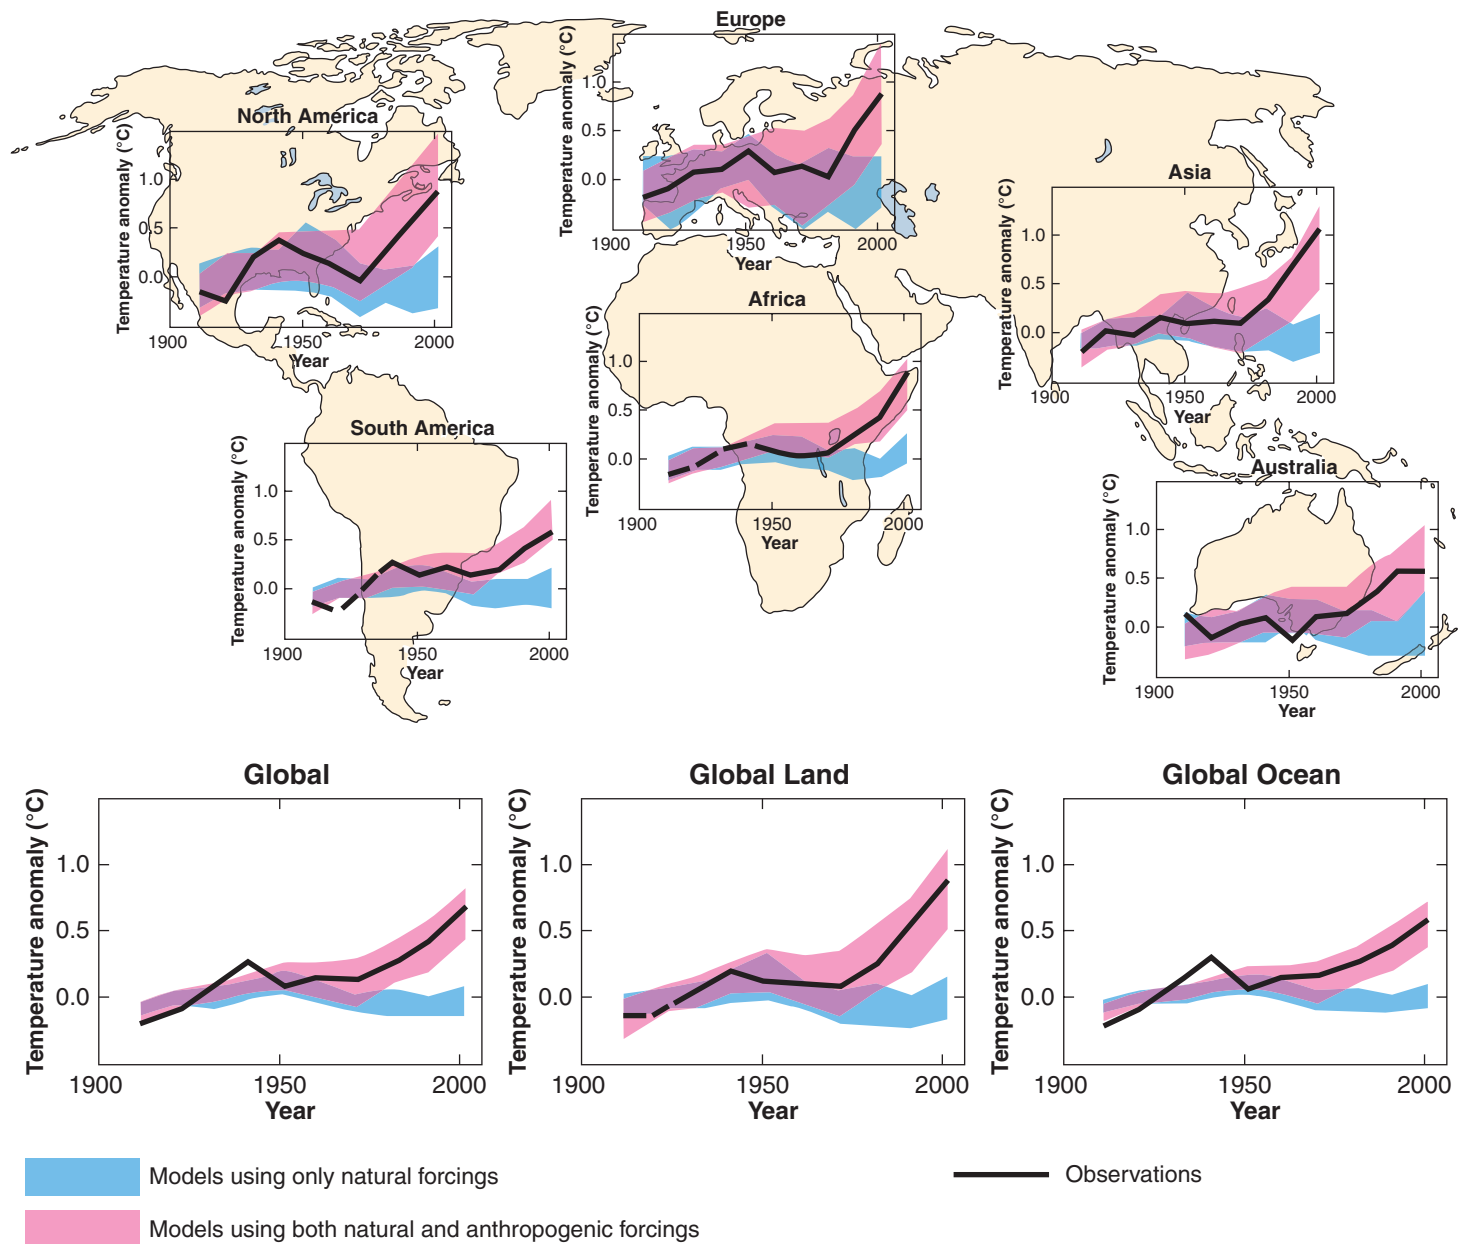 Europe
Temperature anomaly (°C)
1.0
0.5
0.0
1900
1950
2000
Year
North America
Temperature anomaly (°C)
1.0
0.5
0.0
1900
1950
2000
Year
Asia
Temperature anomaly (°C)
1.0
0.5
0.0
1900
1950
2000
Year
Africa
Temperature anomaly (°C)
1.0
0.5
0.0
1900
1950
2000
Year
South America
Temperature anomaly (°C)
1.0
0.5
0.0
1900
1950
2000
Year
Australia
Temperature anomaly (°C)
1.0
0.5
0.0
1900
1950
2000
Year
Global
Temperature anomaly (°C)
1.0
0.5
0.0
1900
1950
2000
Year
Global Land
Temperature anomaly (°C)
1.0
0.5
0.0
1900
1950
2000
Year
Global Ocean
Temperature anomaly (°C)
1.0
0.5
0.0
1900
1950
2000
Year
Models using only natural forcings
Observations
Models using both natural and anthropogenic forcings